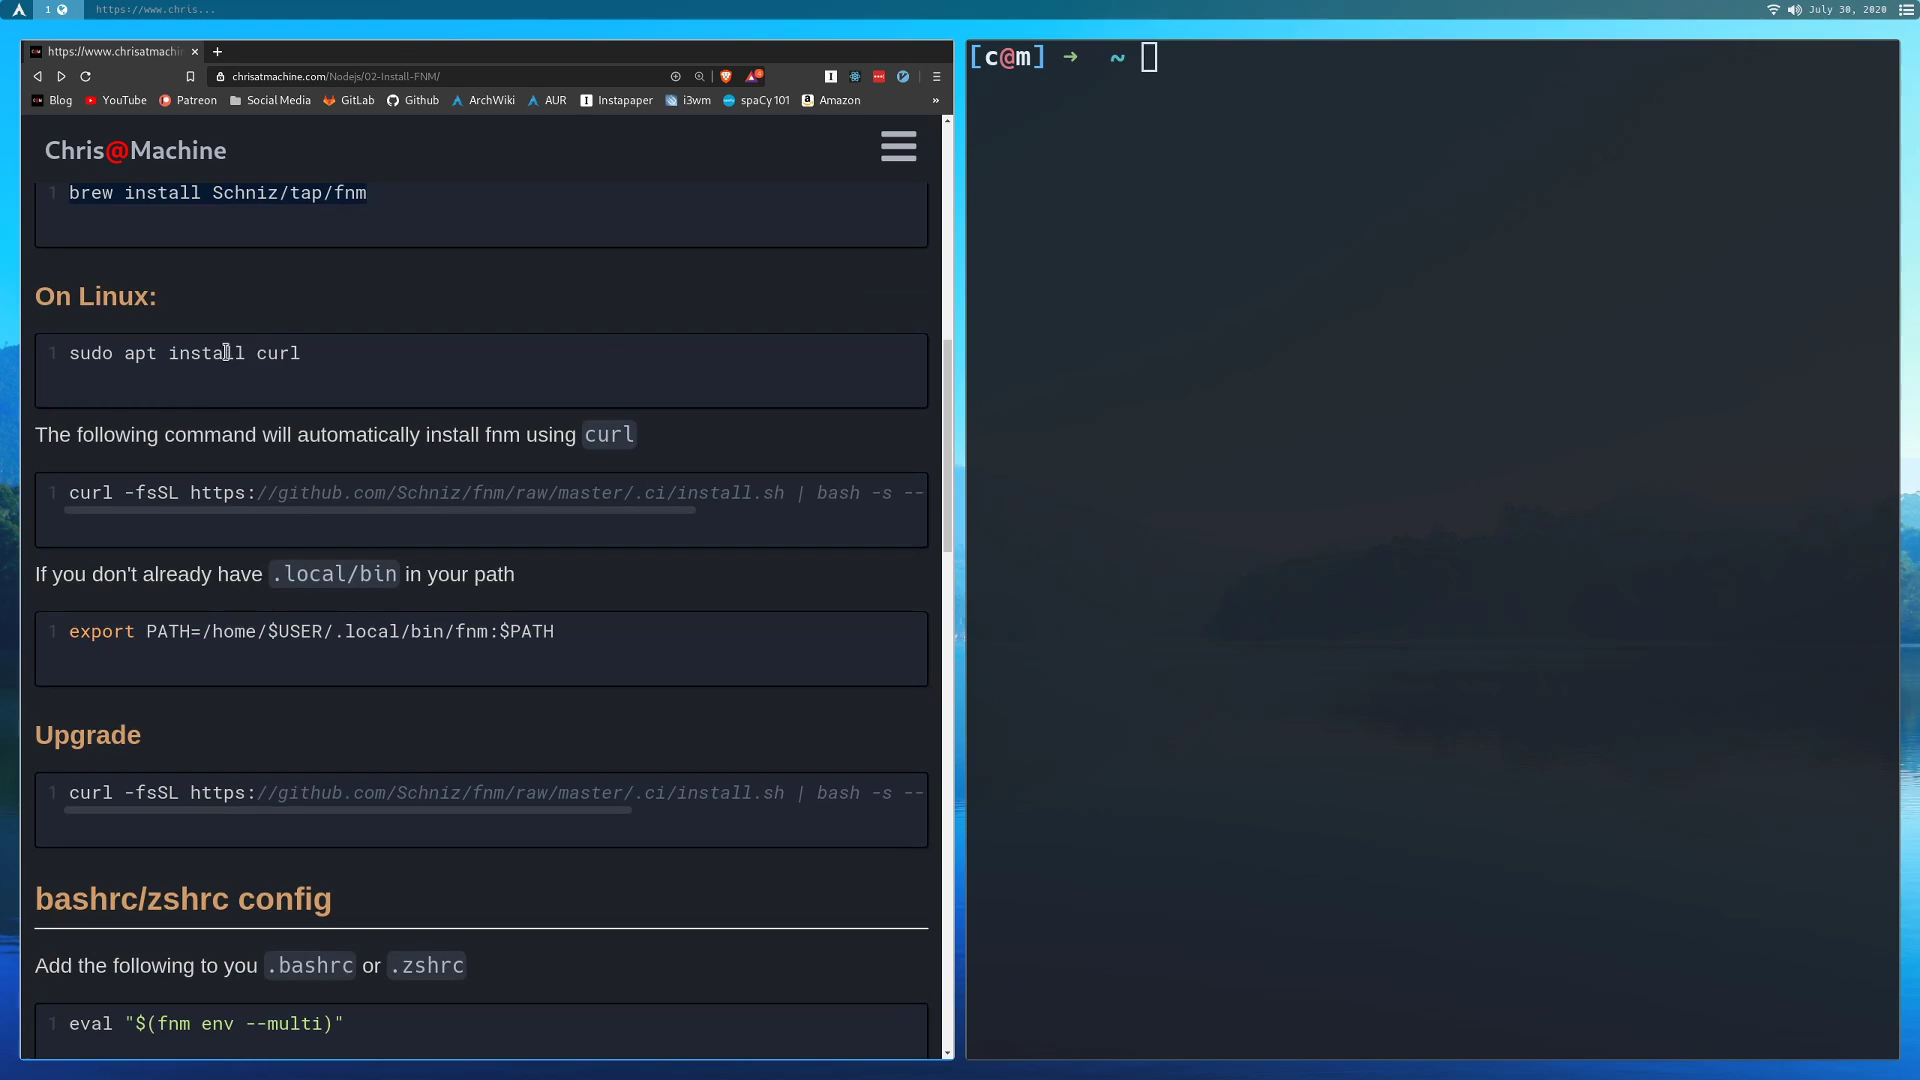 1
https://www.chris...
July 30, 2020
https://www.chrisatmachin
chrisatmachine.com/Nodejs/02-Install-FNM/
Blog YouTube Patreon Social Media GitLab Github ArchWiki AUR Instapaper i3wm spaCy 101 Amazon »
Chris@Machine
1 brew install Schniz/tap/fnm
On Linux:
1 sudo apt install curl
The following command will automatically install fnm using curl
1 curl -fsSL https://github.com/Schniz/fnm/raw/master/.ci/install.sh | bash -s --
If you don't already have .local/bin in your path
1 export PATH=/home/$USER/.local/bin/fnm:$PATH
Upgrade
1 curl -fsSL https://github.com/Schniz/fnm/raw/master/.ci/install.sh | bash -s --
bashrc/zshrc config
Add the following to you .bashrc or .zshrc
1 eval "$(fnm env --multi)"
[c@m] → ~